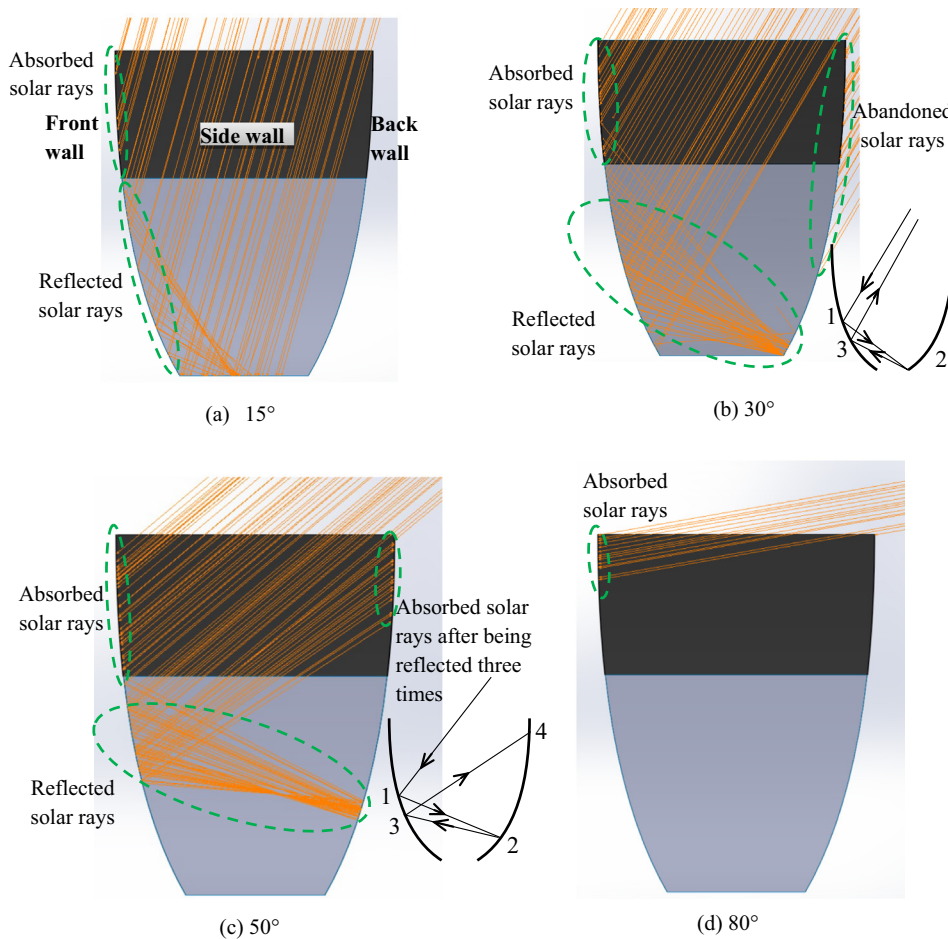 Absorbed
solar rays
Front
wall
Side wall
Back
wall
Reflected
solar rays
(a) 15°
Absorbed
solar rays
Abandoned
solar rays
Reflected
solar rays
1
3
2
(b) 30°
Absorbed
solar rays
Absorbed solar
rays after being
reflected three
times
Reflected
solar rays
4
1
3
2
(c) 50°
Absorbed
solar rays
(d) 80°